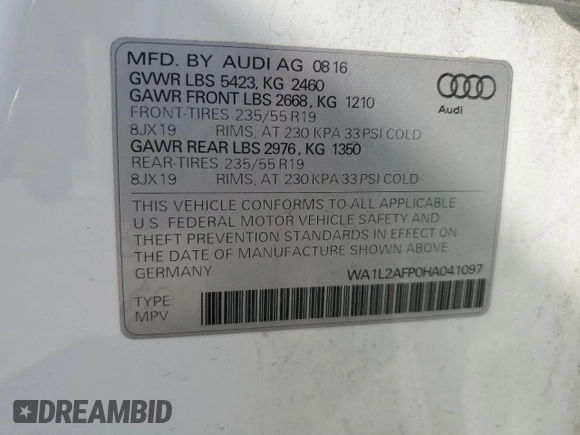 MFD. BY AUDI AG 08 16
GVWR LBS 5423, KG 2460
GAWR FRONT LBS 2668, KG 1210
FRONT-TIRES 235/55 R19
8JX19 RIMS, AT 230 KPA 33 PSI COLD
GAWR REAR LBS 2976, KG 1350
REAR-TIRES 235/55 R19
8JX19 RIMS, AT 230 KPA 33 PSI COLD
Audi
THIS VEHICLE CONFORMS TO ALL APPLICABLE
U.S. FEDERAL MOTOR VEHICLE SAFETY AND
THEFT PREVENTION STANDARDS IN EFFECT ON
THE DATE OF MANUFACTURE SHOWN ABOVE.
GERMANY WA1L2AFP0HA041097
TYPE:
MPV
DREAMBID